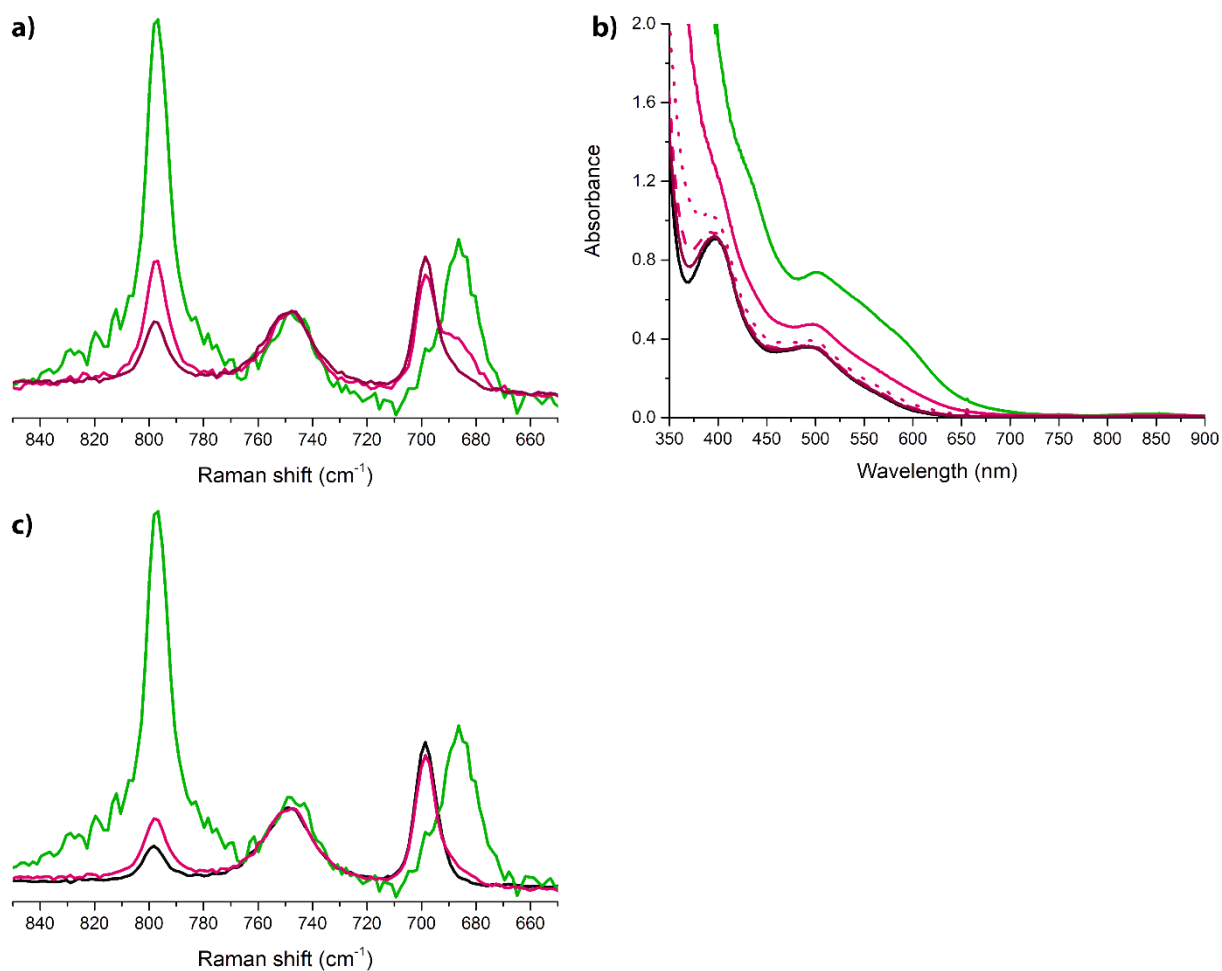 a)
840 820 800 780 760 740 720 700 680 660
Raman shift (cm⁻¹)
b)
2.0
1.6
1.2
0.8
0.4
0.0
Absorbance
350 400 450 500 550 600 650 700 750 800 850 900
Wavelength (nm)
c)
840 820 800 780 760 740 720 700 680 660
Raman shift (cm⁻¹)